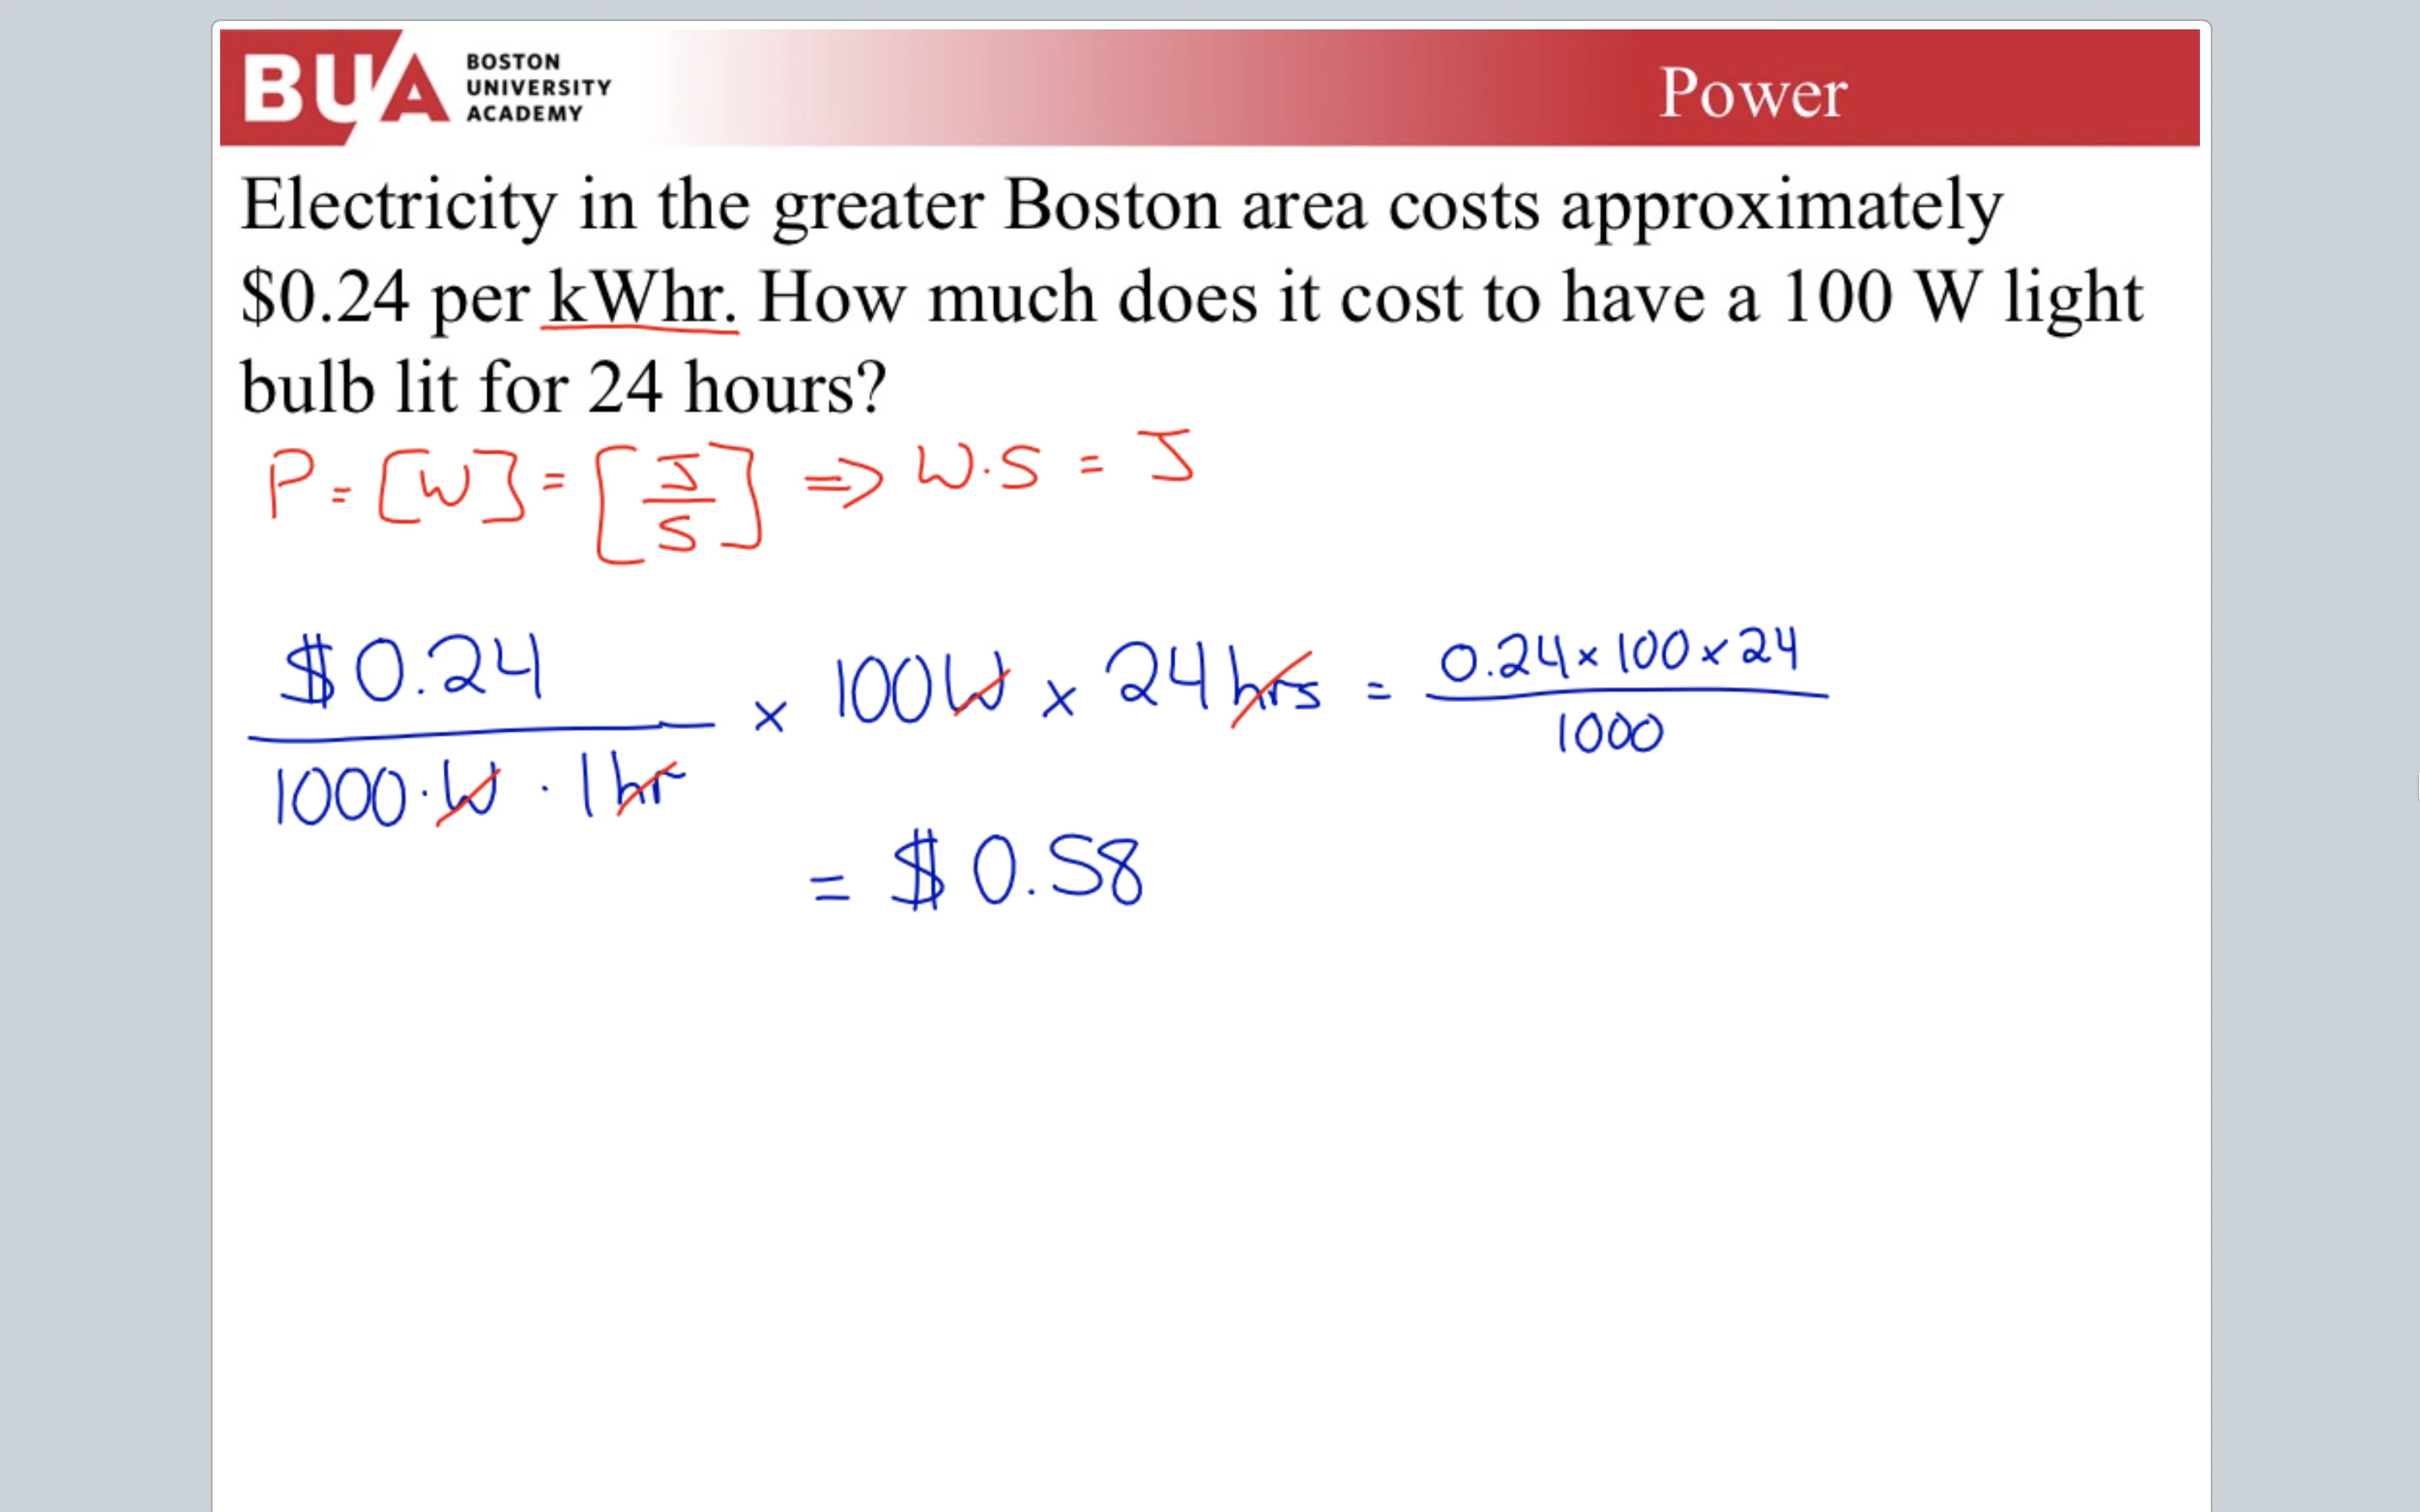 BUA BOSTON
UNIVERSITY
ACADEMY
Power
Electricity in the greater Boston area costs approximately
$0.24 per kWhr. How much does it cost to have a 100 W light
bulb lit for 24 hours?
P = [W] = [J/S] ⇒ W·S = J
$0.24 / 1000·W · 1hr × 100W × 24hrs = 0.24×100×24 / 1000
= $0.58